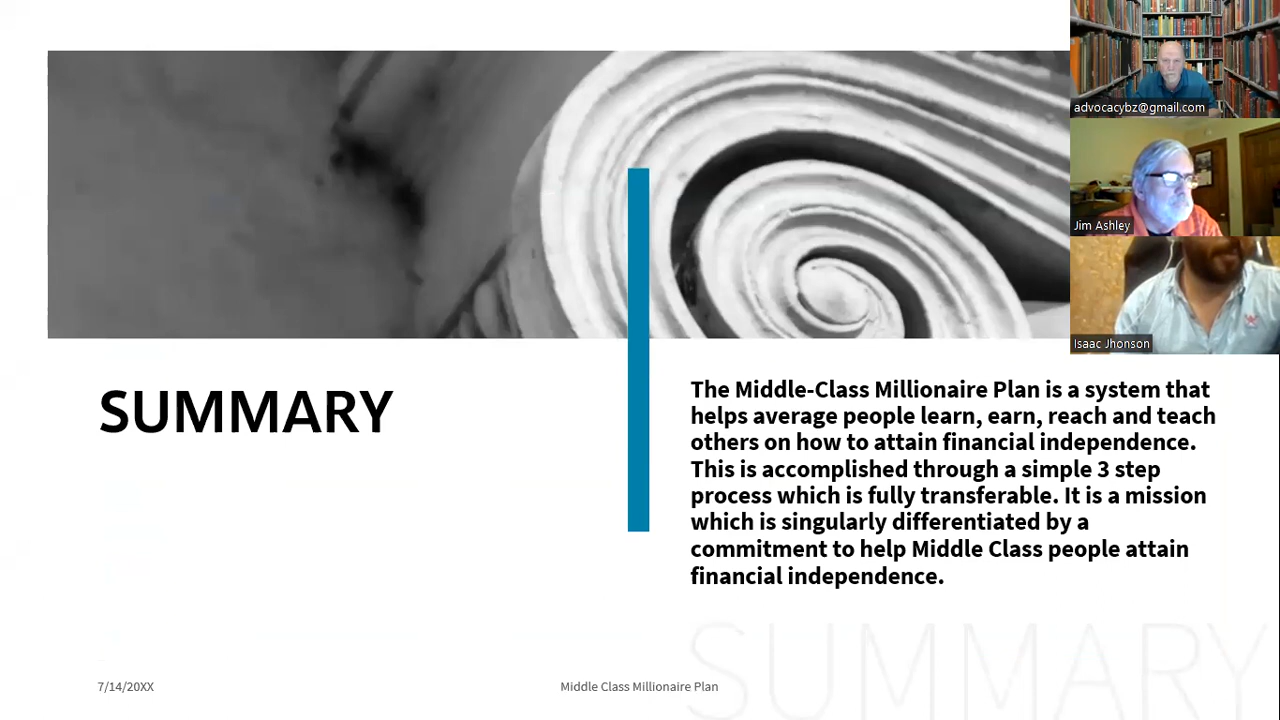 advocacybz@gmail.com
Jim Ashley
Isaac Jhonson
SUMMARY
The Middle-Class Millionaire Plan is a system that
helps average people learn, earn, reach and teach
others on how to attain financial independence.
This is accomplished through a simple 3 step
process which is fully transferable. It is a mission
which is singularly differentiated by a
commitment to help Middle Class people attain
financial independence.
SUMMARY
7/14/20XX
Middle Class Millionaire Plan